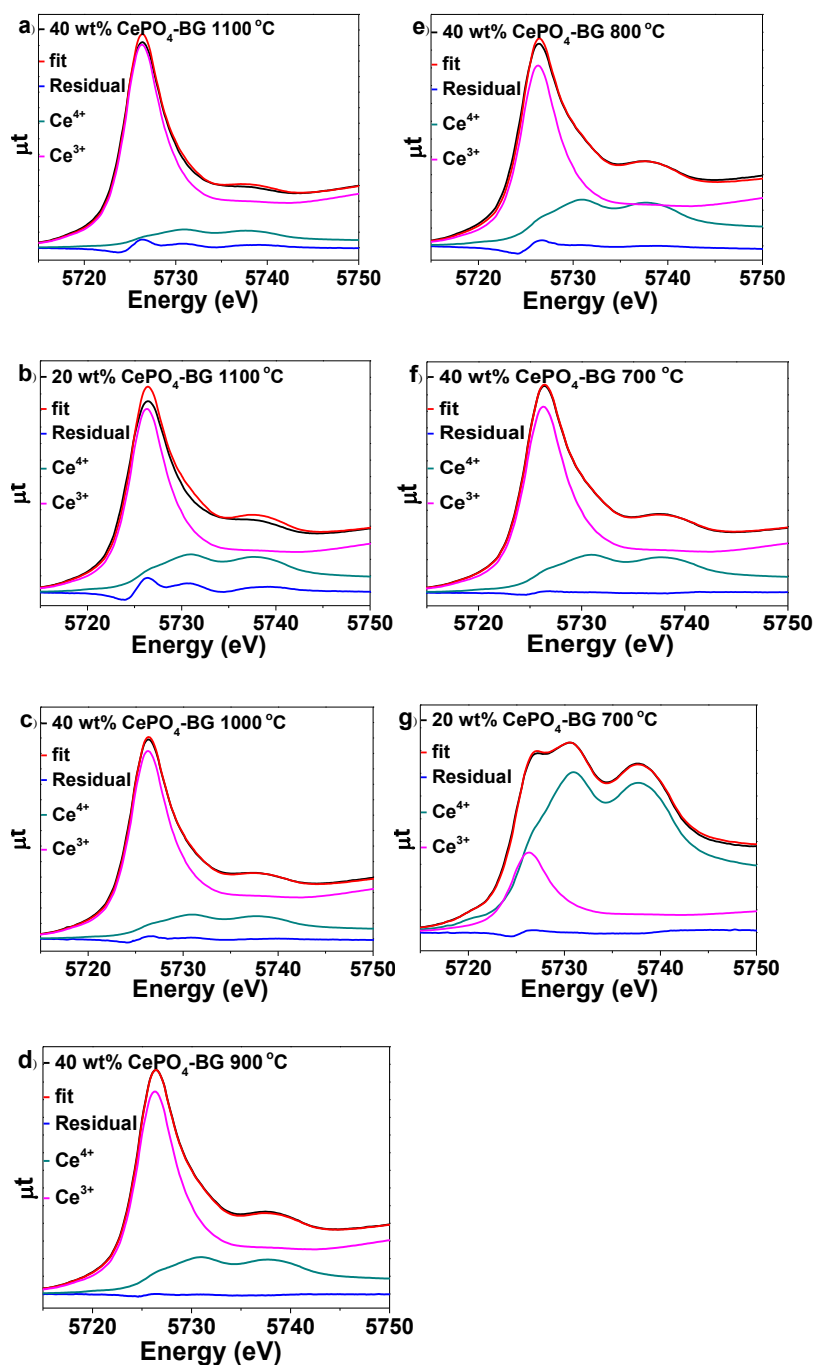 a)
40 wt% CePO4-BG 1100 °C
fit
Residual
Ce4+
Ce3+
μt
5720 5730 5740 5750
Energy (eV)
e)
40 wt% CePO4-BG 800 °C
fit
Residual
Ce4+
Ce3+
μt
5720 5730 5740 5750
Energy (eV)
b)
20 wt% CePO4-BG 1100 °C
fit
Residual
Ce4+
Ce3+
μt
5720 5730 5740 5750
Energy (eV)
f)
40 wt% CePO4-BG 700 °C
fit
Residual
Ce4+
Ce3+
μt
5720 5730 5740 5750
Energy (eV)
c)
40 wt% CePO4-BG 1000 °C
fit
Residual
Ce4+
Ce3+
μt
5720 5730 5740 5750
Energy (eV)
g)
20 wt% CePO4-BG 700 °C
fit
Residual
Ce4+
Ce3+
μt
5720 5730 5740 5750
Energy (eV)
d)
40 wt% CePO4-BG 900 °C
fit
Residual
Ce4+
Ce3+
μt
5720 5730 5740 5750
Energy (eV)